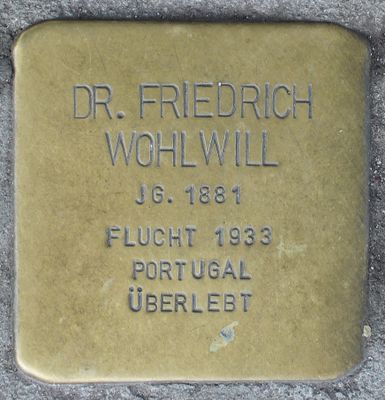 DR. FRIEDRICH
WOHLWILL
JG. 1881
FLUCHT 1933
PORTUGAL
ÜBERLEBT